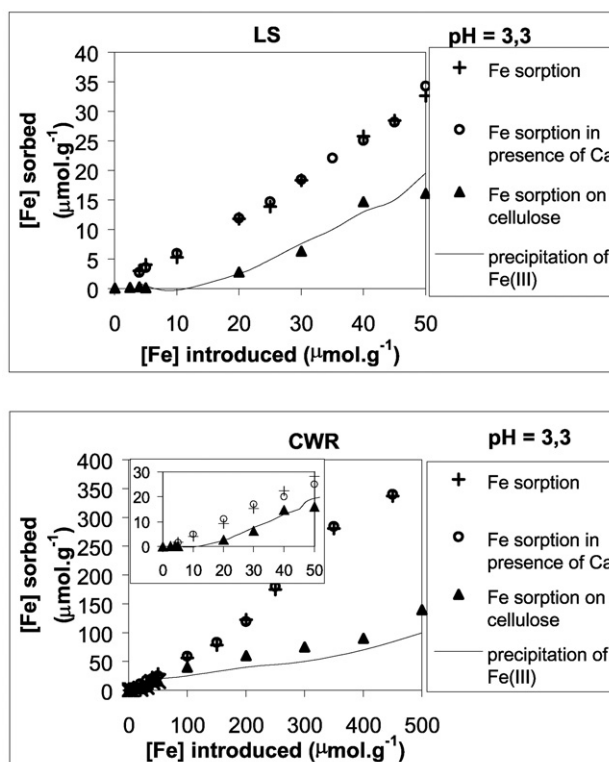 LS
pH = 3,3
Fe sorption
Fe sorption in
presence of Ca
Fe sorption on
cellulose
precipitation of
Fe(III)
[Fe] sorbed
(μmol.g-1)
40
35
30
25
20
15
10
5
0
0 10 20 30 40 50
[Fe] introduced (μmol.g-1)
CWR
pH = 3,3
Fe sorption
Fe sorption in
presence of Ca
Fe sorption on
cellulose
precipitation of
Fe(III)
[Fe] sorbed
(μmol.g-1)
400
350
300
250
200
150
100
50
0
30
20
10
0
0 10 20 30 40 50
0 100 200 300 400 500
[Fe] introduced (μmol.g-1)